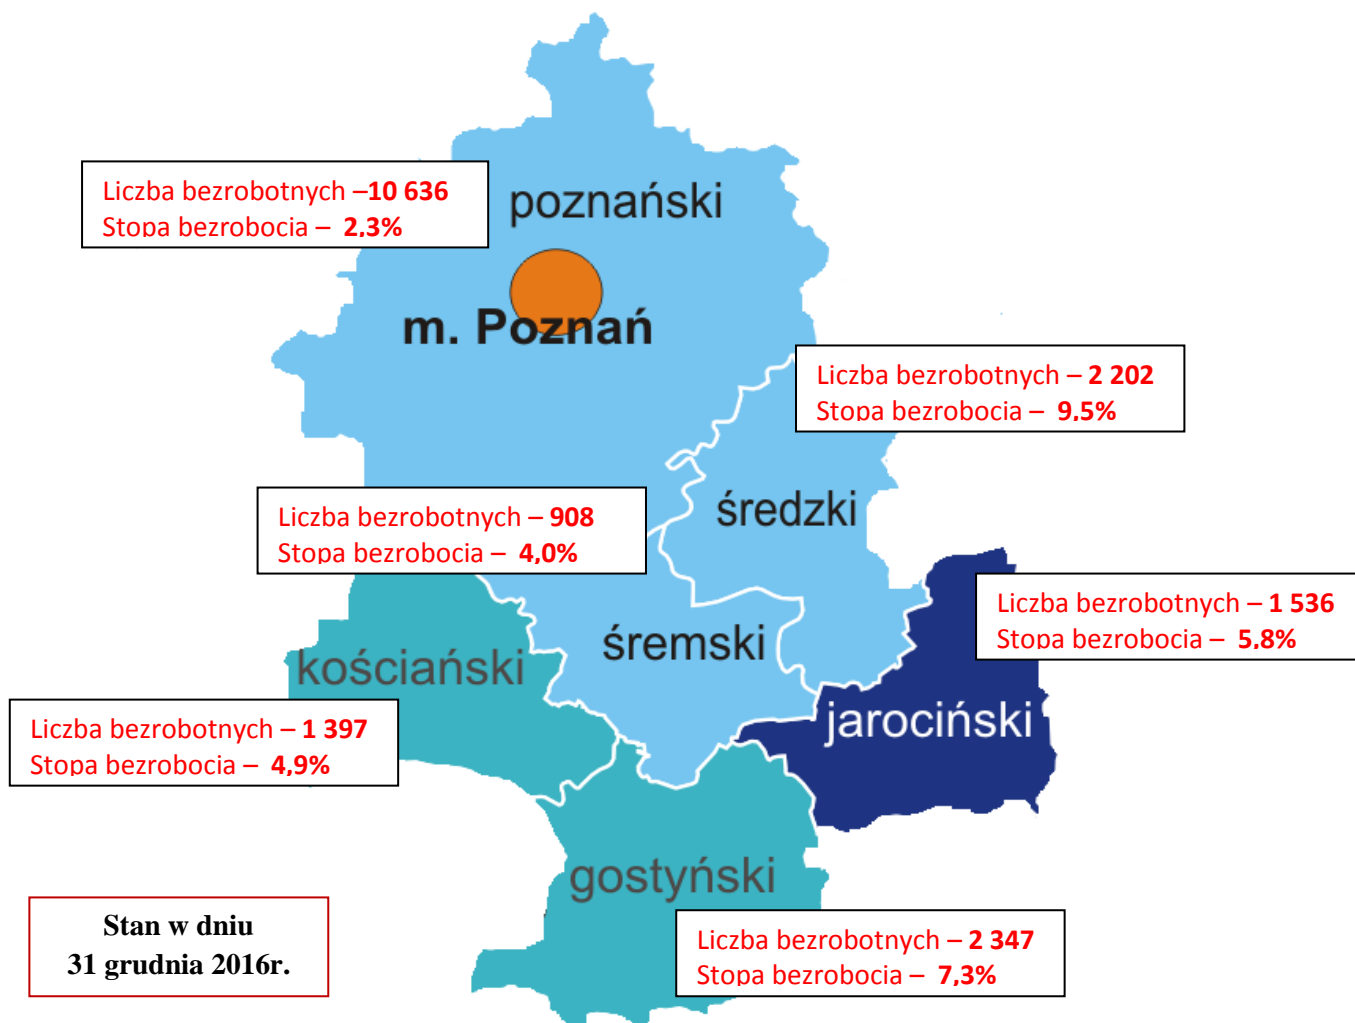 Liczba bezrobotnych –10 636
Stopa bezrobocia – 2,3%
poznański
m. Poznań
Liczba bezrobotnych – 2 202
Stopa bezrobocia – 9,5%
średzki
Liczba bezrobotnych – 908
Stopa bezrobocia – 4,0%
Liczba bezrobotnych – 1 536
Stopa bezrobocia – 5,8%
śremski
kościański
Liczba bezrobotnych – 1 397
Stopa bezrobocia – 4,9%
jarociński
gostyński
Liczba bezrobotnych – 2 347
Stopa bezrobocia – 7,3%
Stan w dniu
31 grudnia 2016r.